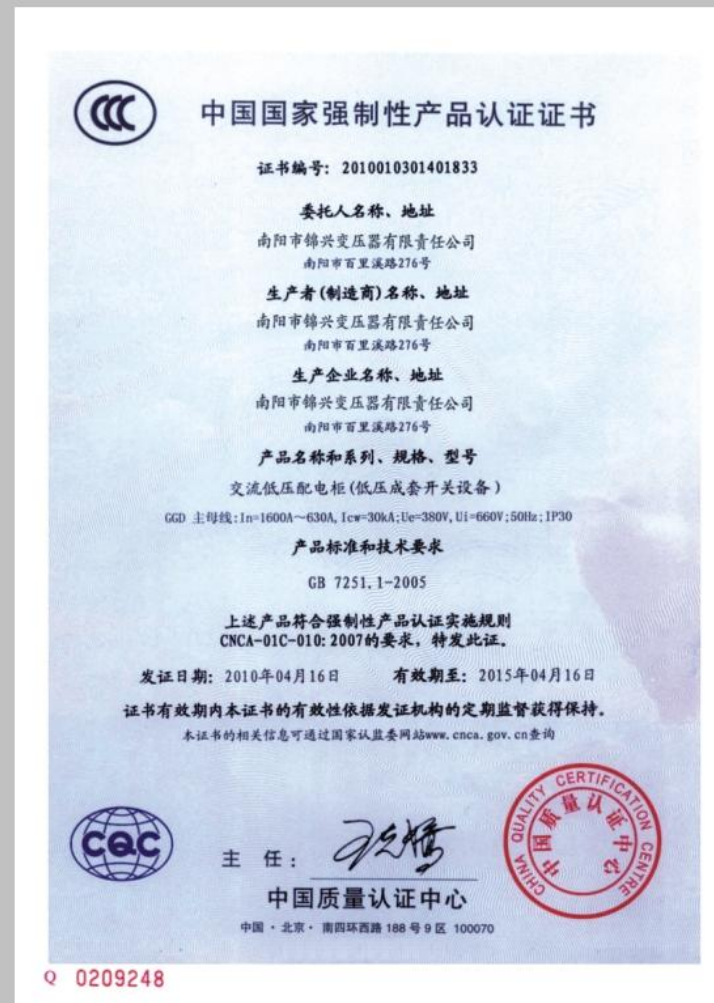 中国国家强制性产品认证证书
证书编号：2010010301401833
委托人名称、地址
南阳市锦兴变压器有限责任公司
南阳市百里溪路276号
生产者(制造商)名称、地址
南阳市锦兴变压器有限责任公司
南阳市百里溪路276号
生产企业名称、地址
南阳市锦兴变压器有限责任公司
南阳市百里溪路276号
产品名称和系列、规格、型号
交流低压配电柜(低压成套开关设备)
GGD 主母线:In=1600A～630A,Icw=30kA;Ue=380V,Ui=660V;50Hz;IP30
产品标准和技术要求
GB 7251.1-2005
上述产品符合强制性产品认证实施规则
CNCA-01C-010:2007的要求，特发此证。
发证日期：2010年04月16日 有效期至：2015年04月16日
证书有效期内本证书的有效性依据发证机构的定期监督获得保持。
本证书的相关信息可通过国家认监委网站www.cnca.gov.cn查询
CQC
主 任：
CHINA QUALITY CERTIFICATION CENTRE
中国质量认证中心
中国质量认证中心
中国·北京·南四环西路 188 号 9 区 100070
Q 0209248